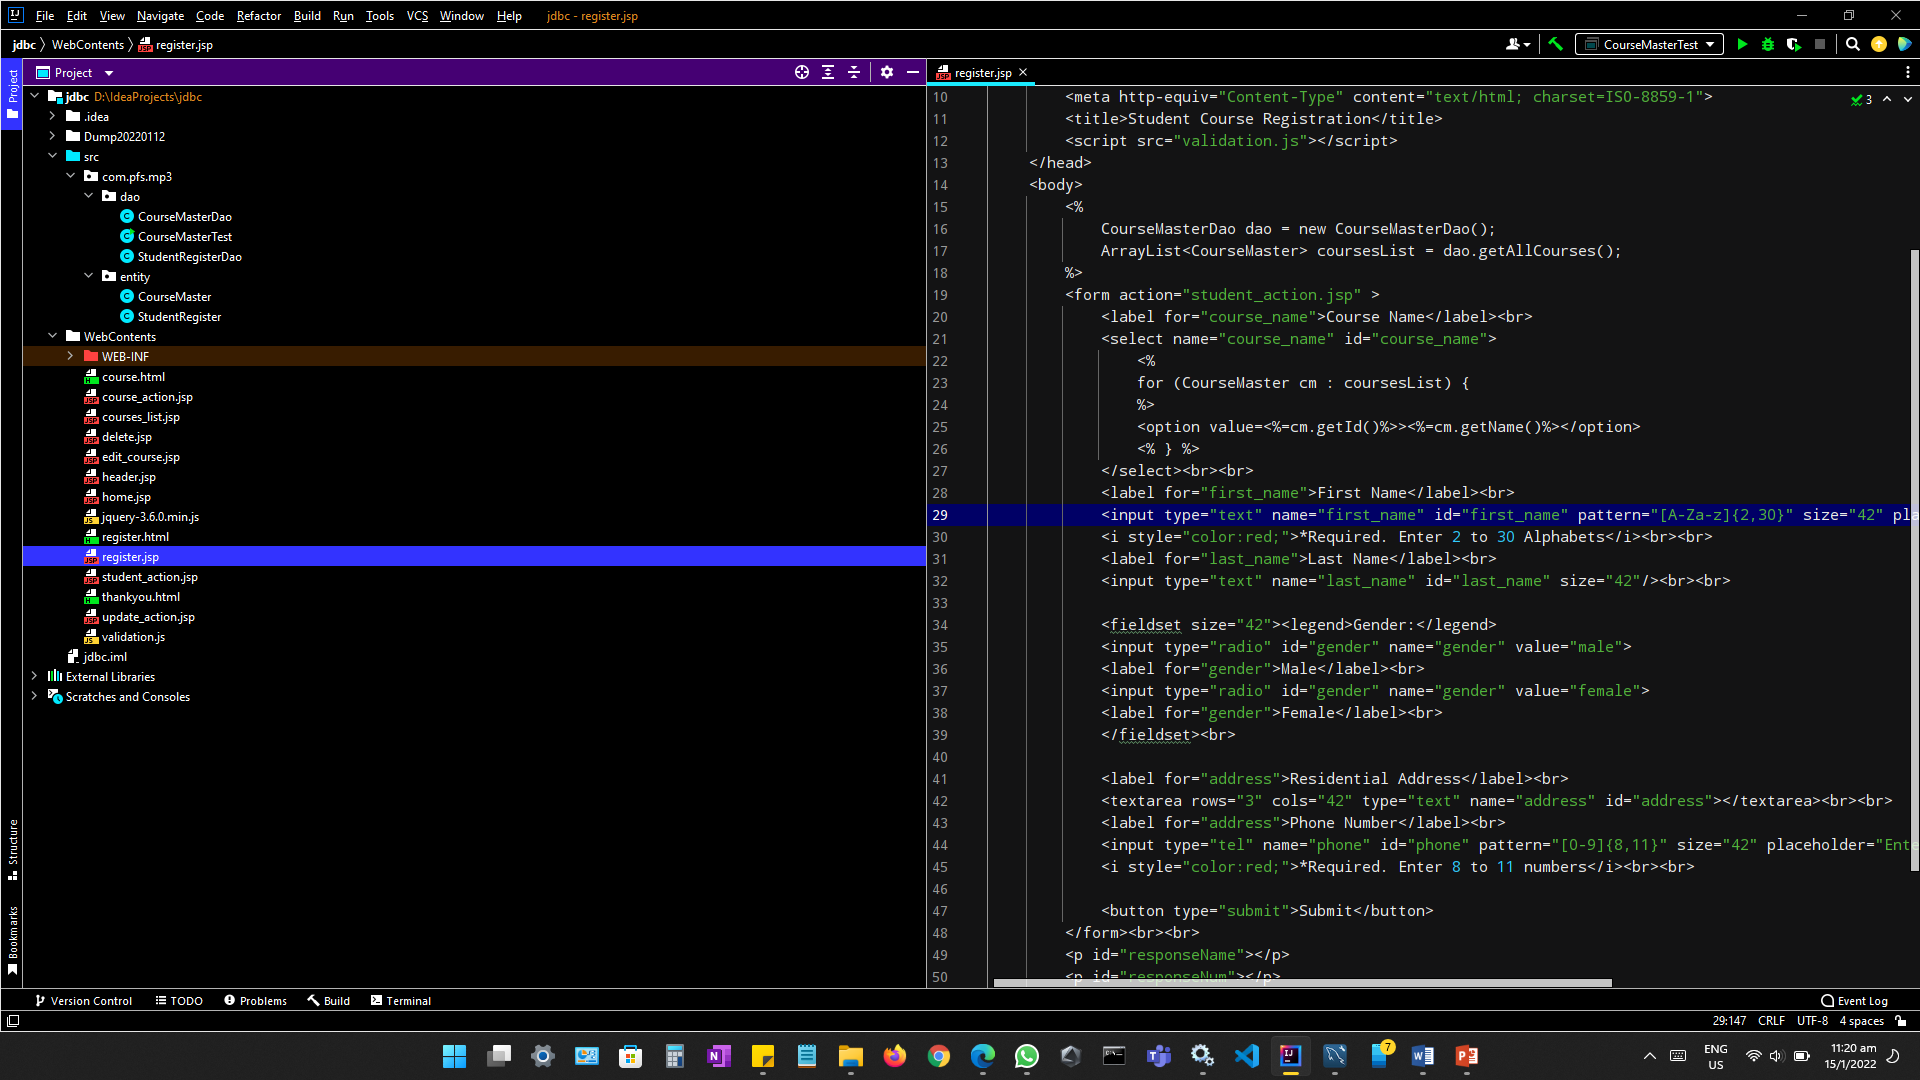 File Edit View Navigate Code Refactor Build Run Tools VCS Window Help jdbc - register.jsp
jdbc WebContents register.jsp CourseMasterTest
Project
Project register.jsp
jdbc D:\IdeaProjects\jdbc
.idea
Dump20220112
src
com.pfs.mp3
dao
CourseMasterDao
CourseMasterTest
StudentRegisterDao
entity
CourseMaster
StudentRegister
WebContents
WEB-INF
course.html
course_action.jsp
courses_list.jsp
delete.jsp
edit_course.jsp
header.jsp
home.jsp
jquery-3.6.0.min.js
register.html
register.jsp
student_action.jsp
thankyou.html
update_action.jsp
validation.js
jdbc.iml
External Libraries
Scratches and Consoles
Structure
Bookmarks
3
10 <meta http-equiv="Content-Type" content="text/html; charset=ISO-8859-1">
11 <title>Student Course Registration</title>
12 <script src="validation.js"></script>
13 </head>
14 <body>
15 <%
16 CourseMasterDao dao = new CourseMasterDao();
17 ArrayList<CourseMaster> coursesList = dao.getAllCourses();
18 %>
19 <form action="student_action.jsp" >
20 <label for="course_name">Course Name</label><br>
21 <select name="course_name" id="course_name">
22 <%
23 for (CourseMaster cm : coursesList) {
24 %>
25 <option value=<%=cm.getId()%>><%=cm.getName()%></option>
26 <% } %>
27 </select><br><br>
28 <label for="first_name">First Name</label><br>
29 <input type="text" name="first_name" id="first_name" pattern="[A-Za-z]{2,30}" size="42" pla
30 <i style="color:red;">*Required. Enter 2 to 30 Alphabets</i><br><br>
31 <label for="last_name">Last Name</label><br>
32 <input type="text" name="last_name" id="last_name" size="42"/><br><br>
33
34 <fieldset size="42"><legend>Gender:</legend>
35 <input type="radio" id="gender" name="gender" value="male">
36 <label for="gender">Male</label><br>
37 <input type="radio" id="gender" name="gender" value="female">
38 <label for="gender">Female</label><br>
39 </fieldset><br>
40
41 <label for="address">Residential Address</label><br>
42 <textarea rows="3" cols="42" type="text" name="address" id="address"></textarea><br><br>
43 <label for="address">Phone Number</label><br>
44 <input type="tel" name="phone" id="phone" pattern="[0-9]{8,11}" size="42" placeholder="Ente
45 <i style="color:red;">*Required. Enter 8 to 11 numbers</i><br><br>
46
47 <button type="submit">Submit</button>
48 </form><br><br>
49 <p id="responseName"></p>
50 <p id="responseNum"></p>
Version Control TODO Problems Build Terminal Event Log
29:147 CRLF UTF-8 4 spaces
7
ENG
US
11:20 am
15/1/2022